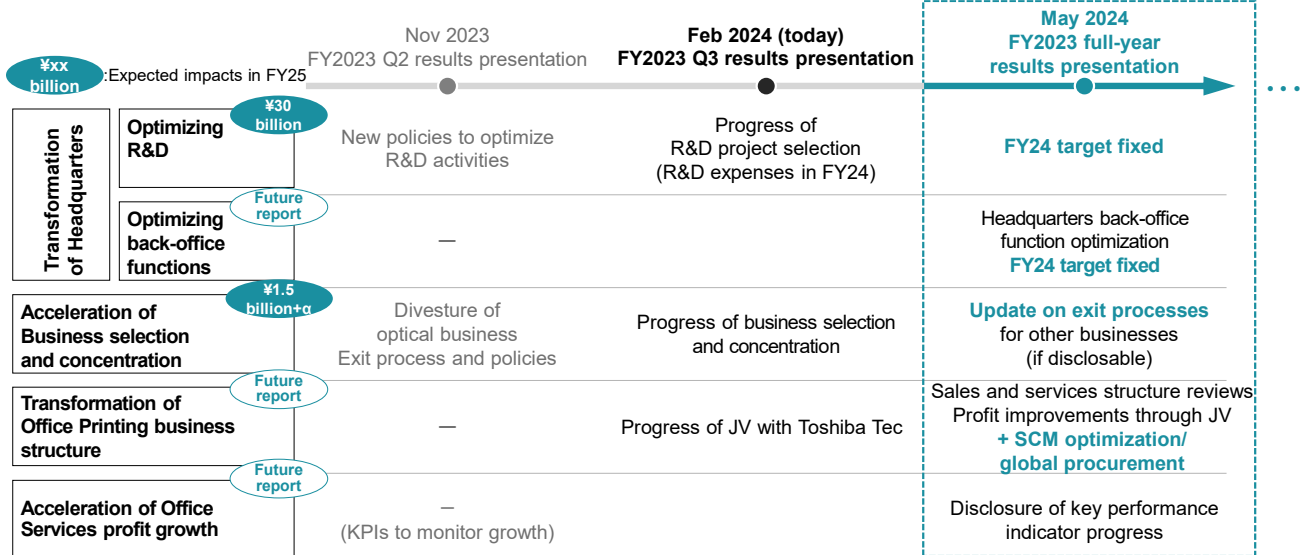 ¥xx
billion
:Expected impacts in FY25
Nov 2023
FY2023 Q2 results presentation
Feb 2024 (today)
FY2023 Q3 results presentation
May 2024
FY2023 full-year
results presentation
...
Transformation
of Headquarters
Optimizing
R&D
¥30
billion
New policies to optimize
R&D activities
Progress of
R&D project selection
(R&D expenses in FY24)
FY24 target fixed
Optimizing
back-office
functions
Future
report
—
Headquarters back-office
function optimization
FY24 target fixed
Acceleration of
Business selection
and concentration
¥1.5
billion+α
Divesture of
optical business
Exit process and policies
Progress of business selection
and concentration
Update on exit processes
for other businesses
(if disclosable)
Transformation of
Office Printing business
structure
Future
report
—
Progress of JV with Toshiba Tec
Sales and services structure reviews
Profit improvements through JV
+ SCM optimization/
global procurement
Acceleration of Office
Services profit growth
Future
report
—
(KPIs to monitor growth)
Disclosure of key performance
indicator progress